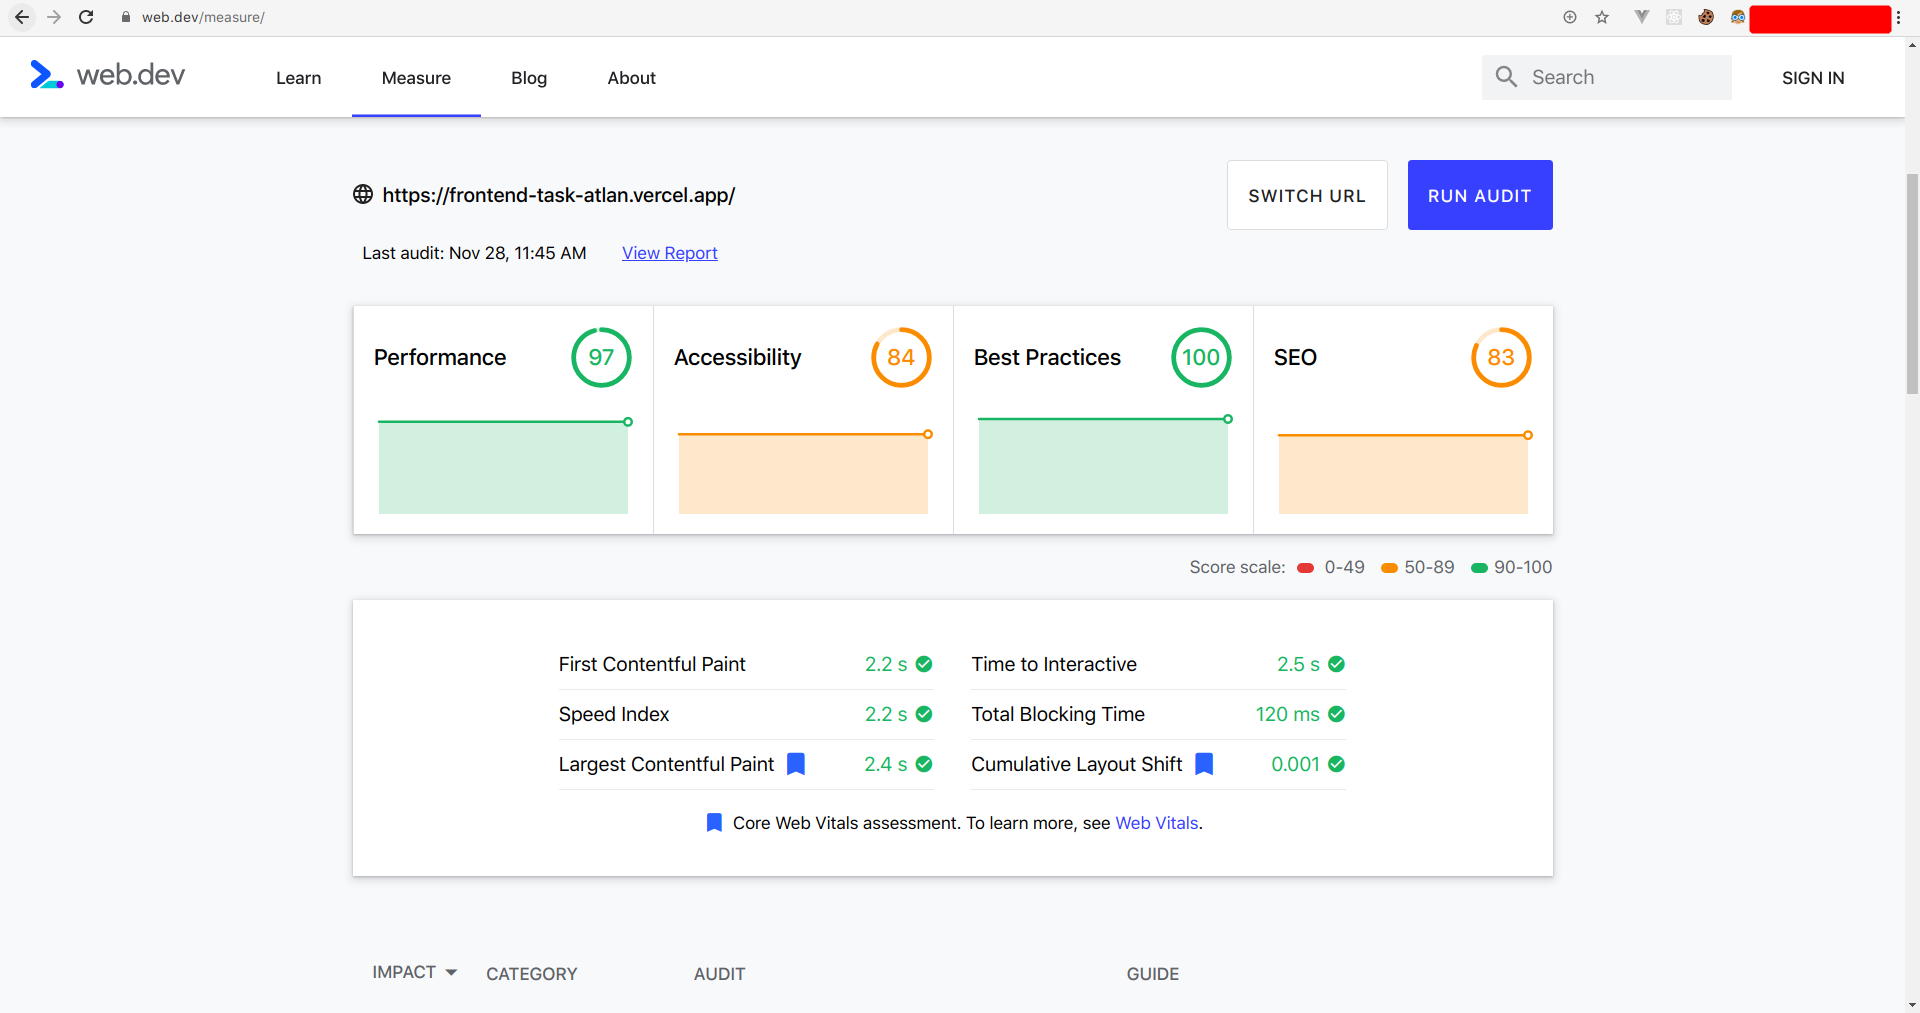 web.dev/measure/
web.dev Learn Measure Blog About Search SIGN IN
https://frontend-task-atlan.vercel.app/ SWITCH URL RUN AUDIT
Last audit: Nov 28, 11:45 AM View Report
Performance 97 Accessibility 84 Best Practices 100 SEO 83
Score scale: 0-49 50-89 90-100
First Contentful Paint 2.2 s Time to Interactive 2.5 s
Speed Index 2.2 s Total Blocking Time 120 ms
Largest Contentful Paint 2.4 s Cumulative Layout Shift 0.001
Core Web Vitals assessment. To learn more, see Web Vitals.
IMPACT CATEGORY AUDIT GUIDE